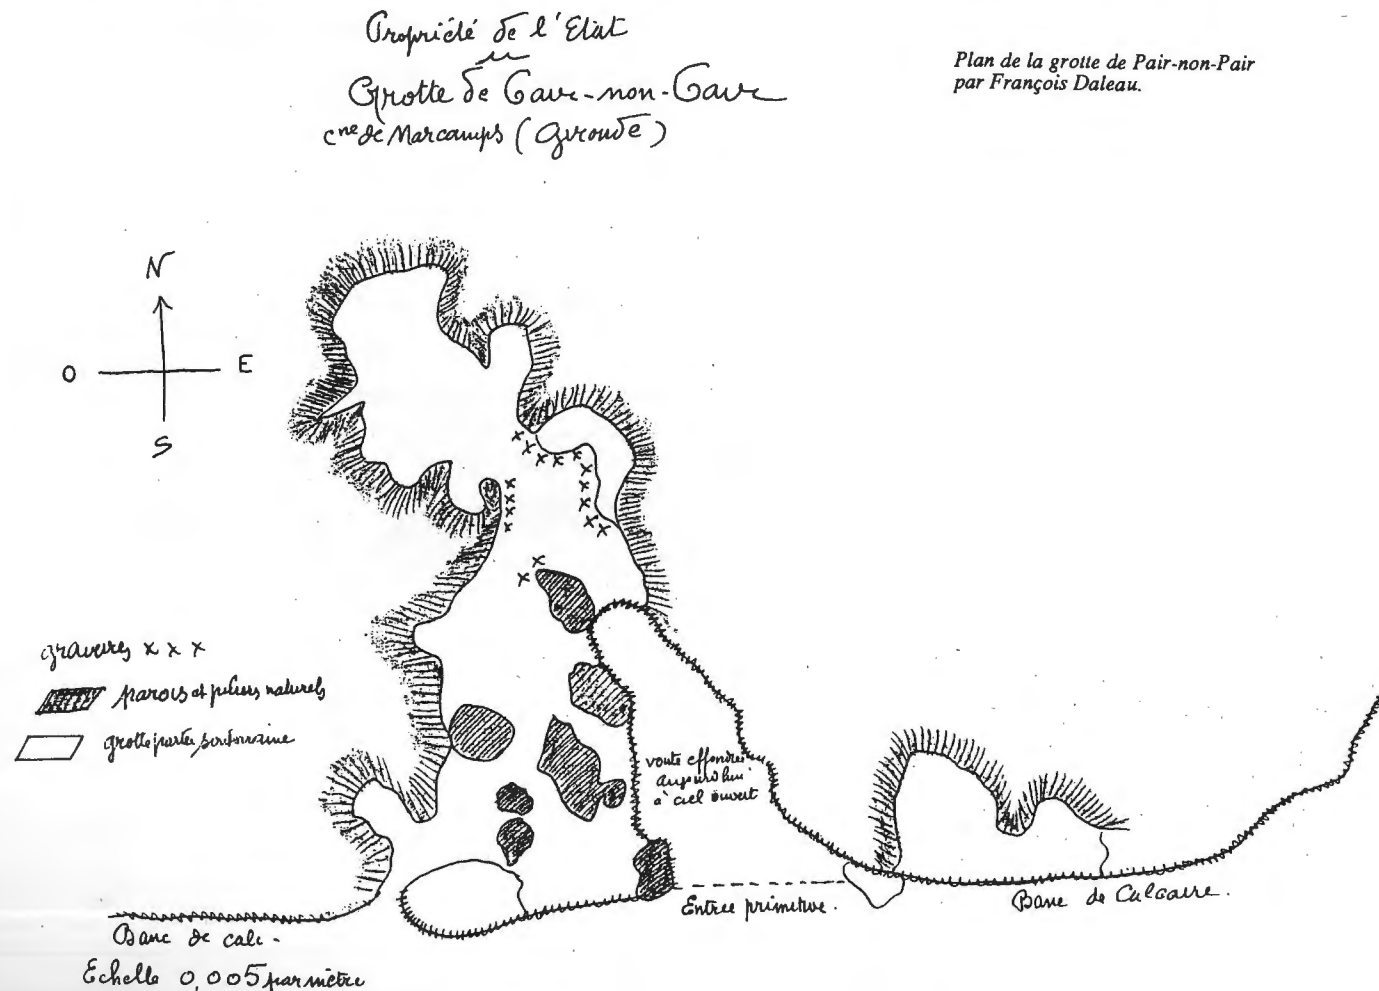 Propriété de l'Etat
Grotte de Pair-non-Pair
cne de Marcamps (Gironde)
Plan de la grotte de Pair-non-Pair
par François Daleau.
N
O
E
S
gravures x x x
parois et piliers naturels
grotte partie souterraine
voute effondrée
aujourd'hui
à ciel ouvert
Entrée primitive.
Banc de Calcaire.
Banc de calc.
Echelle 0,005 par mètre